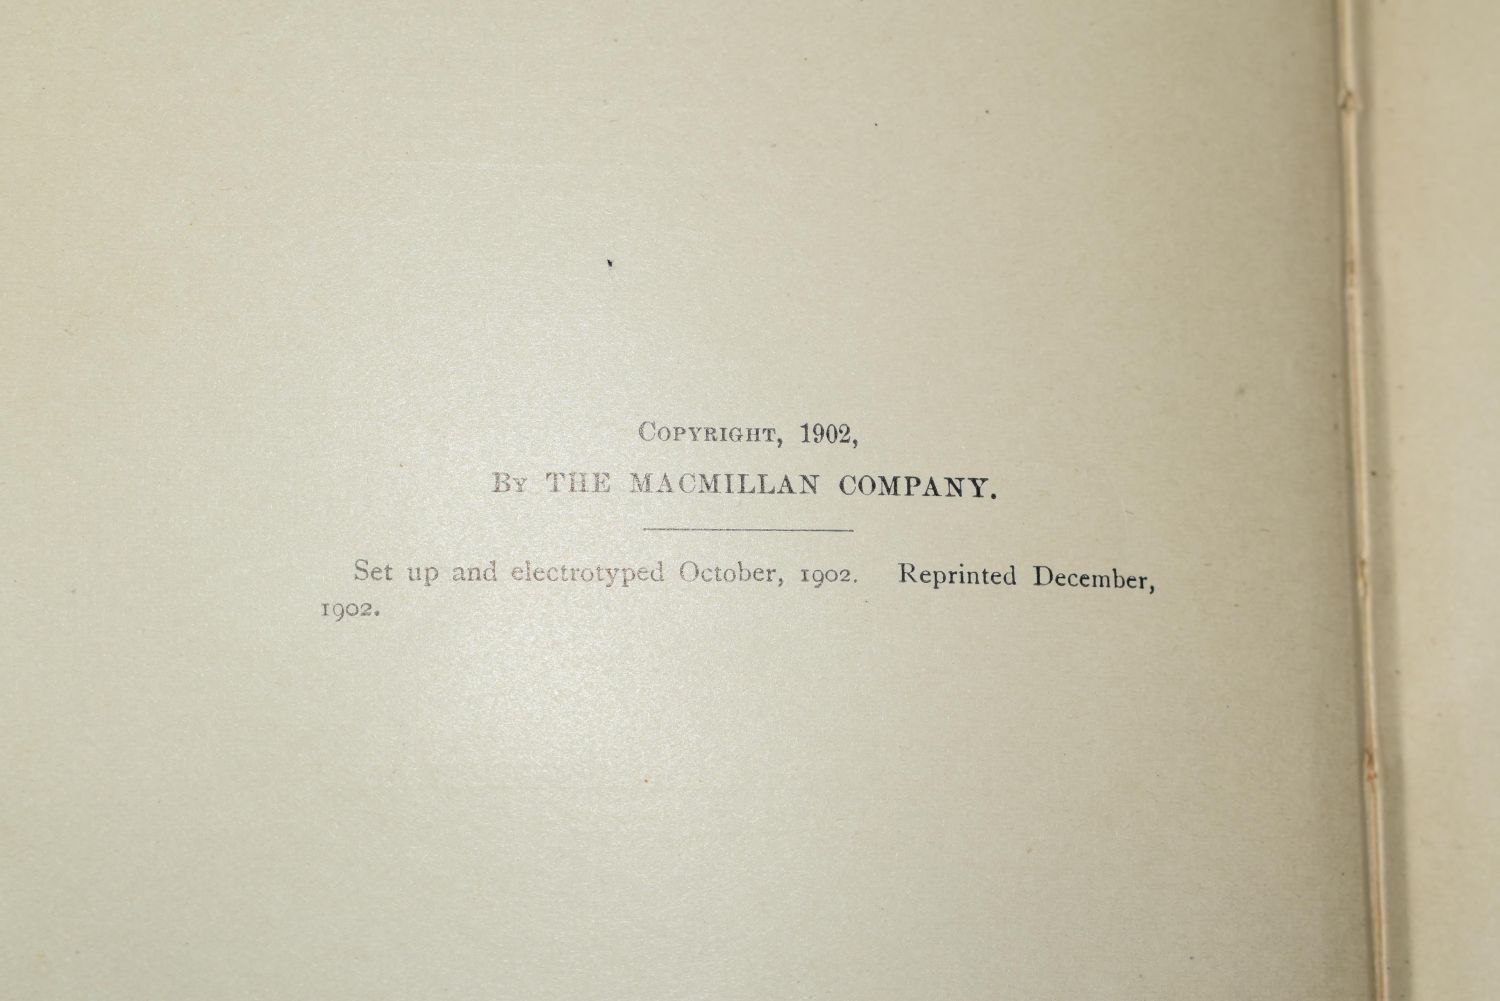 COPYRIGHT, 1902,
BY THE MACMILLAN COMPANY.
Set up and electrotyped October, 1902. Reprinted December,
1902.